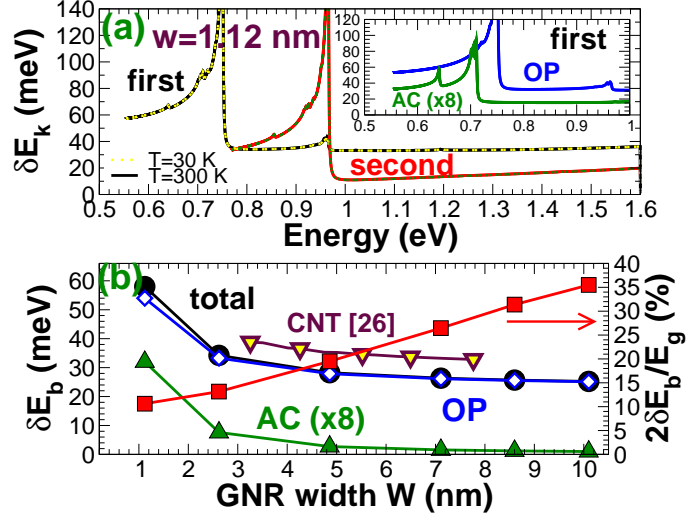 (a) w=1.12 nm
first
second
T=30 K
T=300 K
δE_k (meV)
0 20 40 60 80 100 120 140
0.5 0.6 0.7 0.8 0.9 1 1.1 1.2 1.3 1.4 1.5 1.6
Energy (eV)
first
OP
AC (x8)
0 20 40 60 80 100 120
0.5 0.6 0.7 0.8 0.9 1
(b)
total
CNT [26]
OP
AC (x8)
δE_b (meV)
0 10 20 30 40 50 60
2δE_b/E_g (%)
0 5 10 15 20 25 30 35 40
0 1 2 3 4 5 6 7 8 9 10
GNR width W (nm)